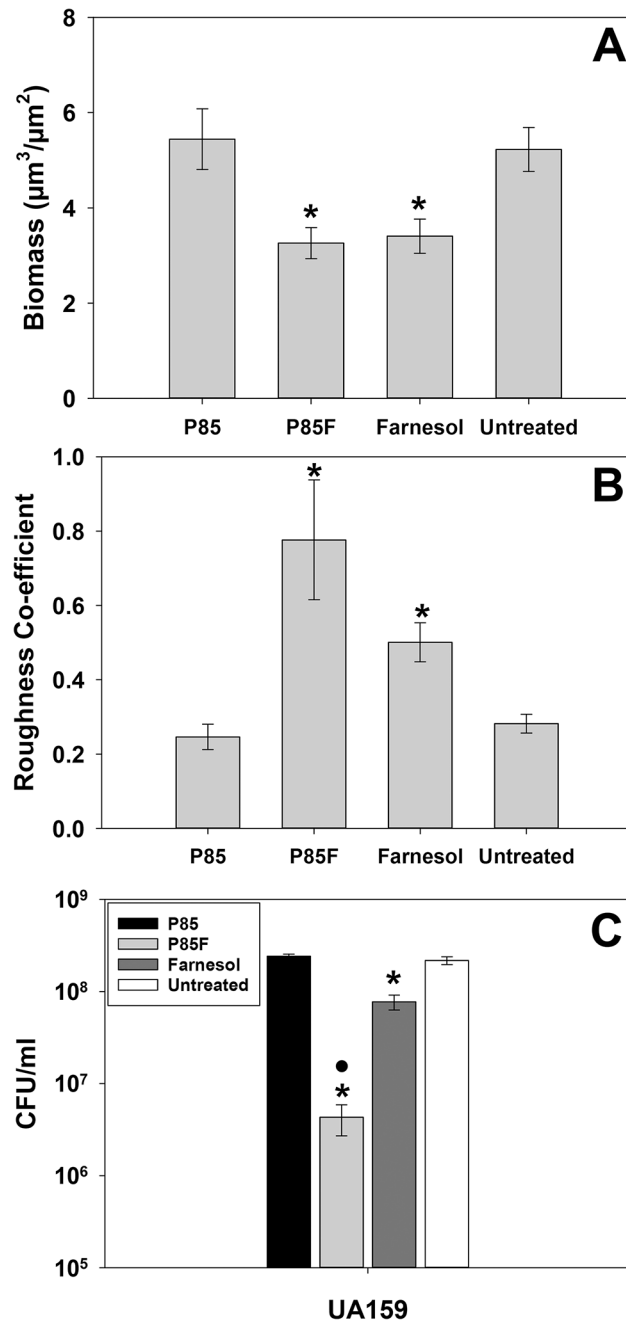 A
Biomass (µm³/µm²)
8
6
4
2
0
*
*
P85 P85F Farnesol Untreated
B
Roughness Co-efficient
1.0
0.8
0.6
0.4
0.2
0.0
*
*
P85 P85F Farnesol Untreated
C
CFU/ml
10⁹
10⁸
10⁷
10⁶
10⁵
P85
P85F
Farnesol
Untreated
*
●
*
UA159